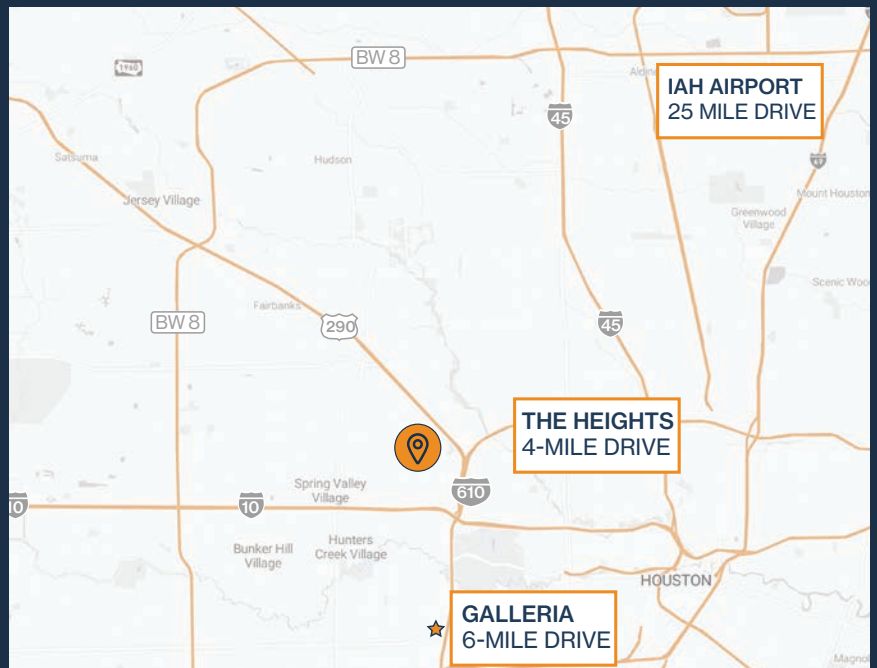 BW 8
1960
Aldine
IAH AIRPORT
25 MILE DRIVE
45
Satsuma
Hudson
69
Jersey Village
Mount Houston
Greenwood
Village
Scenic Woo
Fairbanks
BW 8
290
45
THE HEIGHTS
4-MILE DRIVE
Spring Valley
Village
610
10
10
Bunker Hill
Village
Hunters
Creek Village
HOUSTON
GALLERIA
6-MILE DRIVE
Magnol